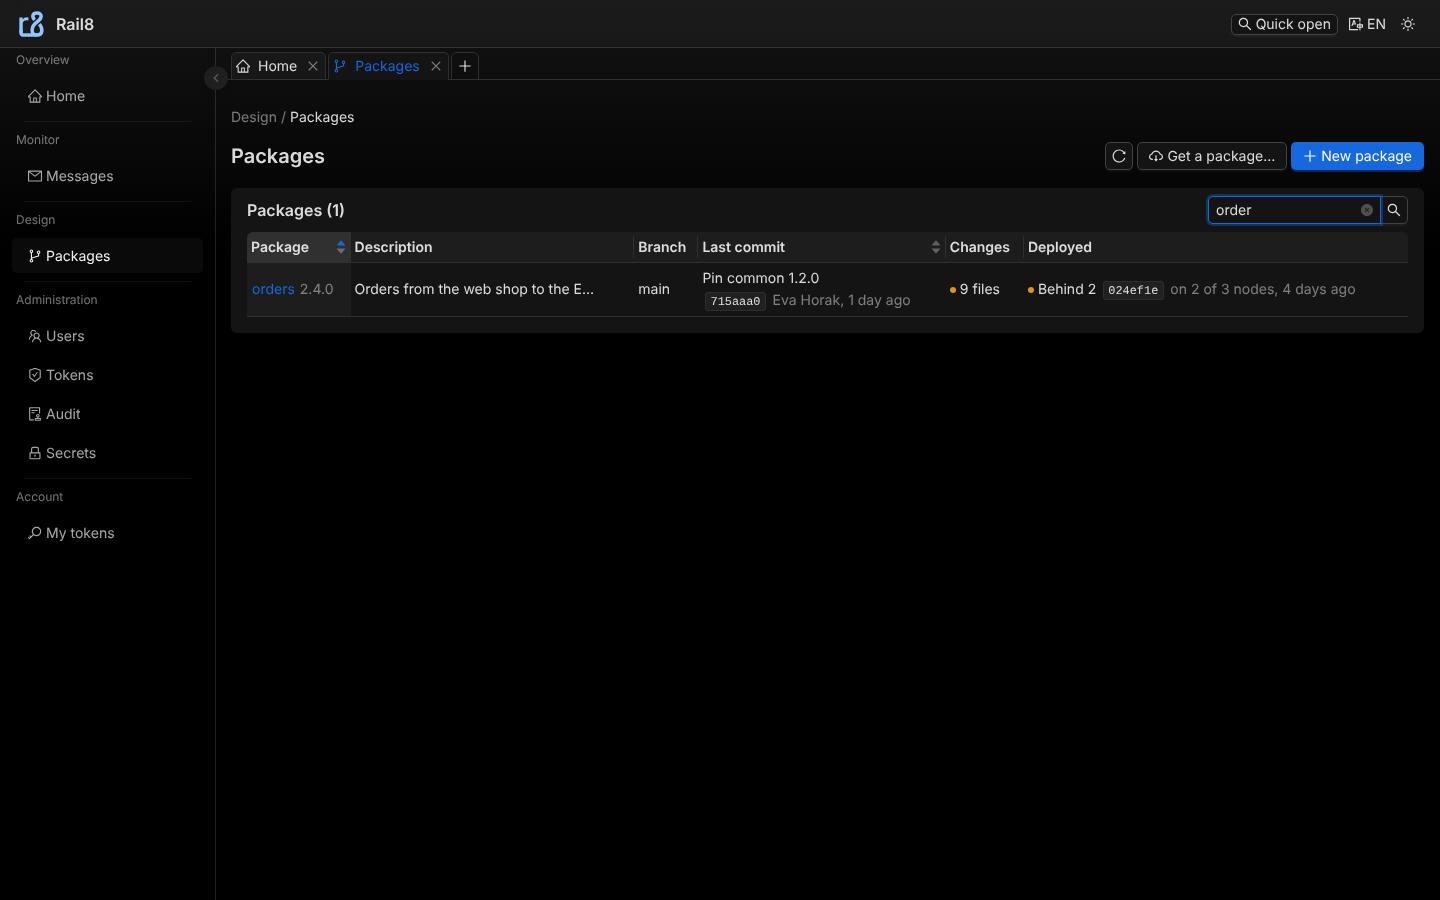 Rail8
Quick open
EN
Overview
Home
Monitor
Messages
Design
Packages
Administration
Users
Tokens
Audit
Secrets
Account
My tokens
Home
Packages
Design / Packages
Packages
Get a package...
New package
Packages (1)
order
Package Description Branch Last commit Changes Deployed
orders 2.4.0 Orders from the web shop to the E... main Pin common 1.2.0 9 files Behind 2 024ef1e on 2 of 3 nodes, 4 days ago
715aaa0 Eva Horak, 1 day ago